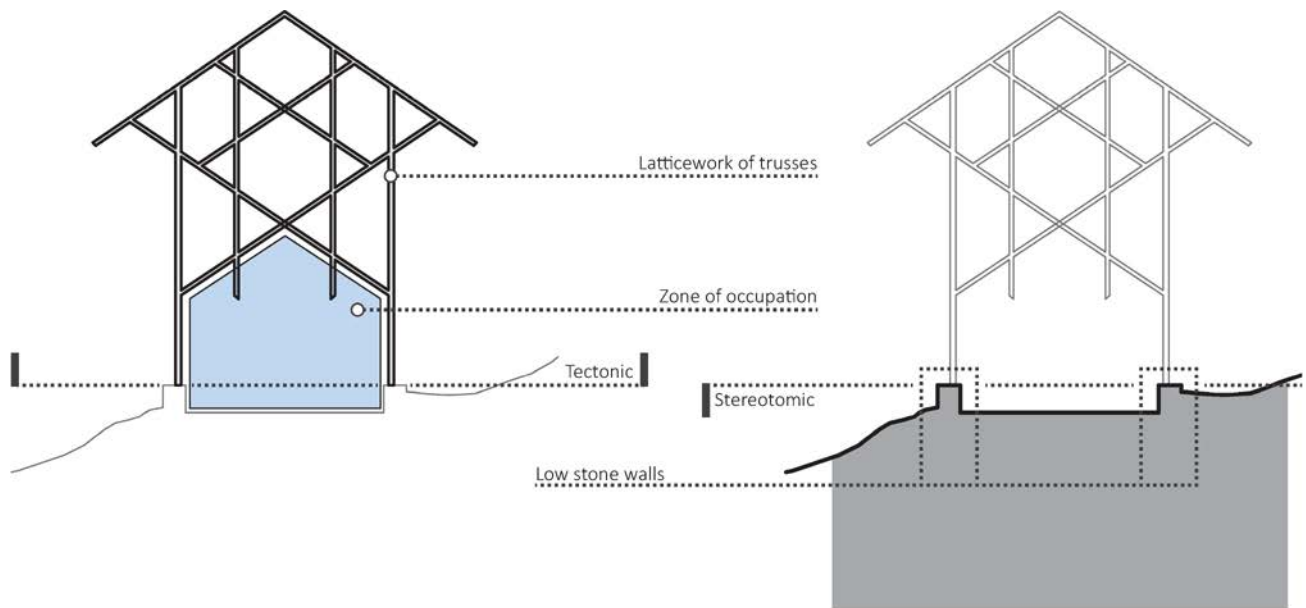 Latticework of trusses
Zone of occupation
Tectonic
Stereotomic
Low stone walls